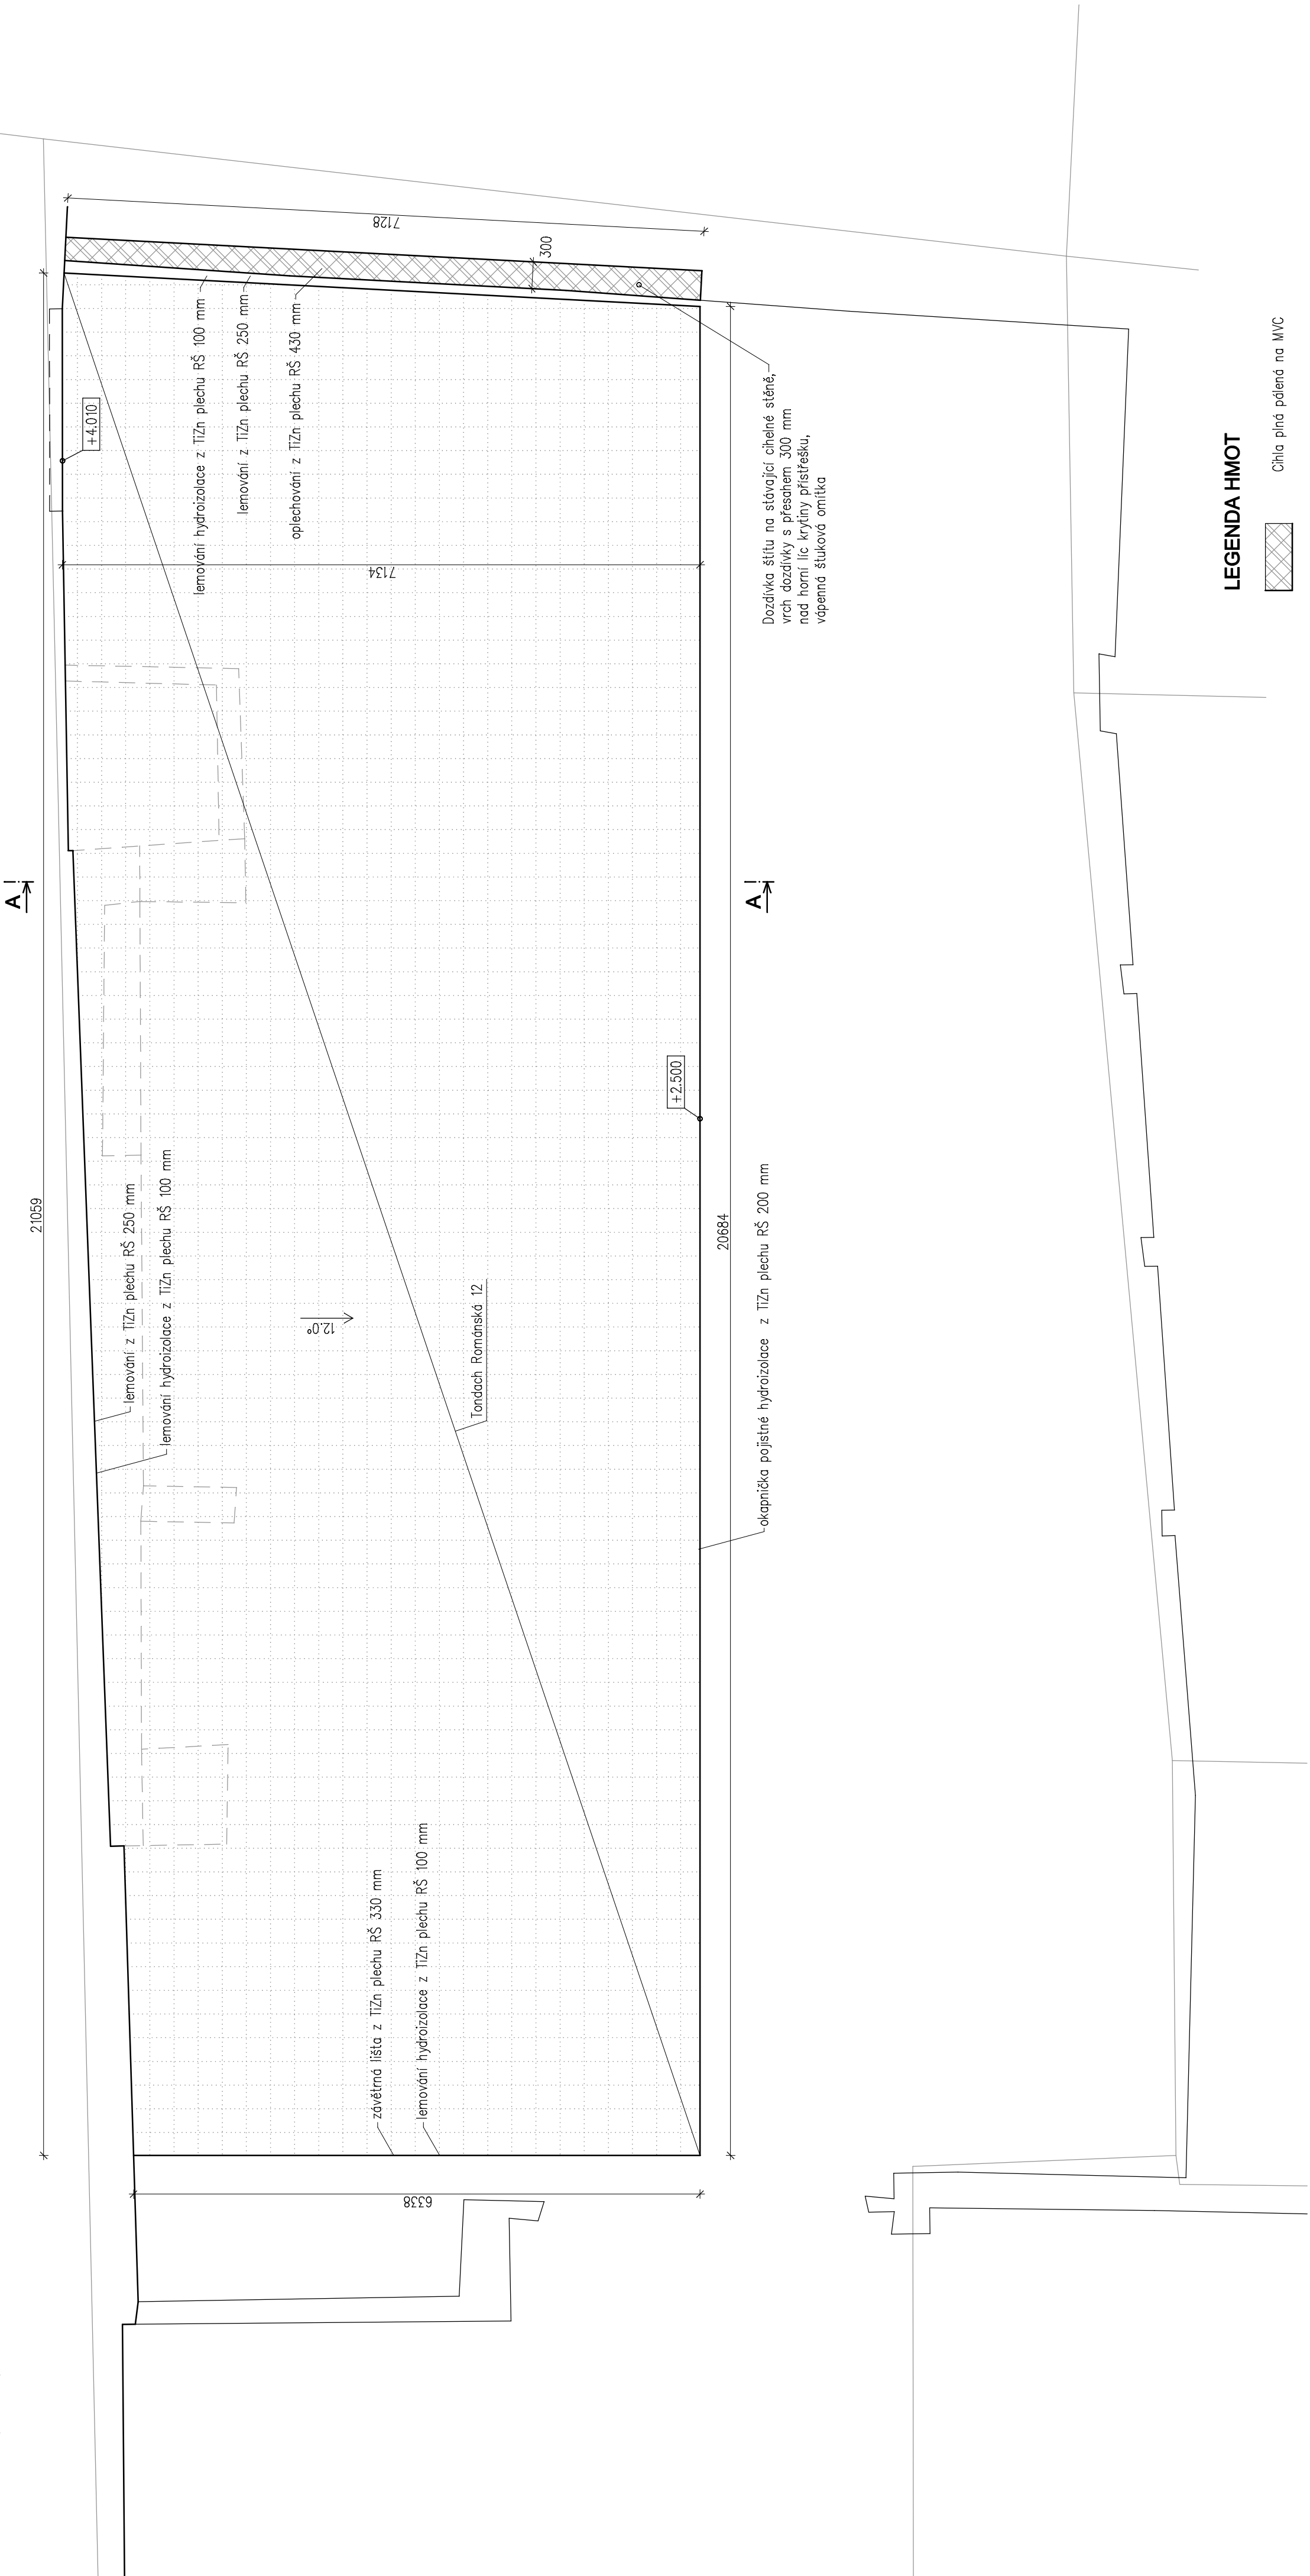 21059
7128
300
+4.010
lemování hydroizolace z TiZn plechu RŠ 100 mm
lemování z TiZn plechu RŠ 250 mm
oplechování z TiZn plechu RŠ 430 mm
7134
A
A
lemování z TiZn plechu RŠ 250 mm
lemování hydroizolace z TiZn plechu RŠ 100 mm
12.0°
Tondach Románská 12
+2.500
20684
okapnička pojistné hydroizolace z TiZn plechu RŠ 200 mm
závětrná lišta z TiZn plechu RŠ 330 mm
lemování hydroizolace z TiZn plechu RŠ 100 mm
6338
Dozdívka štítu na stávající cihelné stěně,
vrch dozdívky s přesahem 300 mm
nad horní líc krytiny přístřešku,
vápenná štuková omítka
LEGENDA HMOT
Cihla plná pálená na MVC